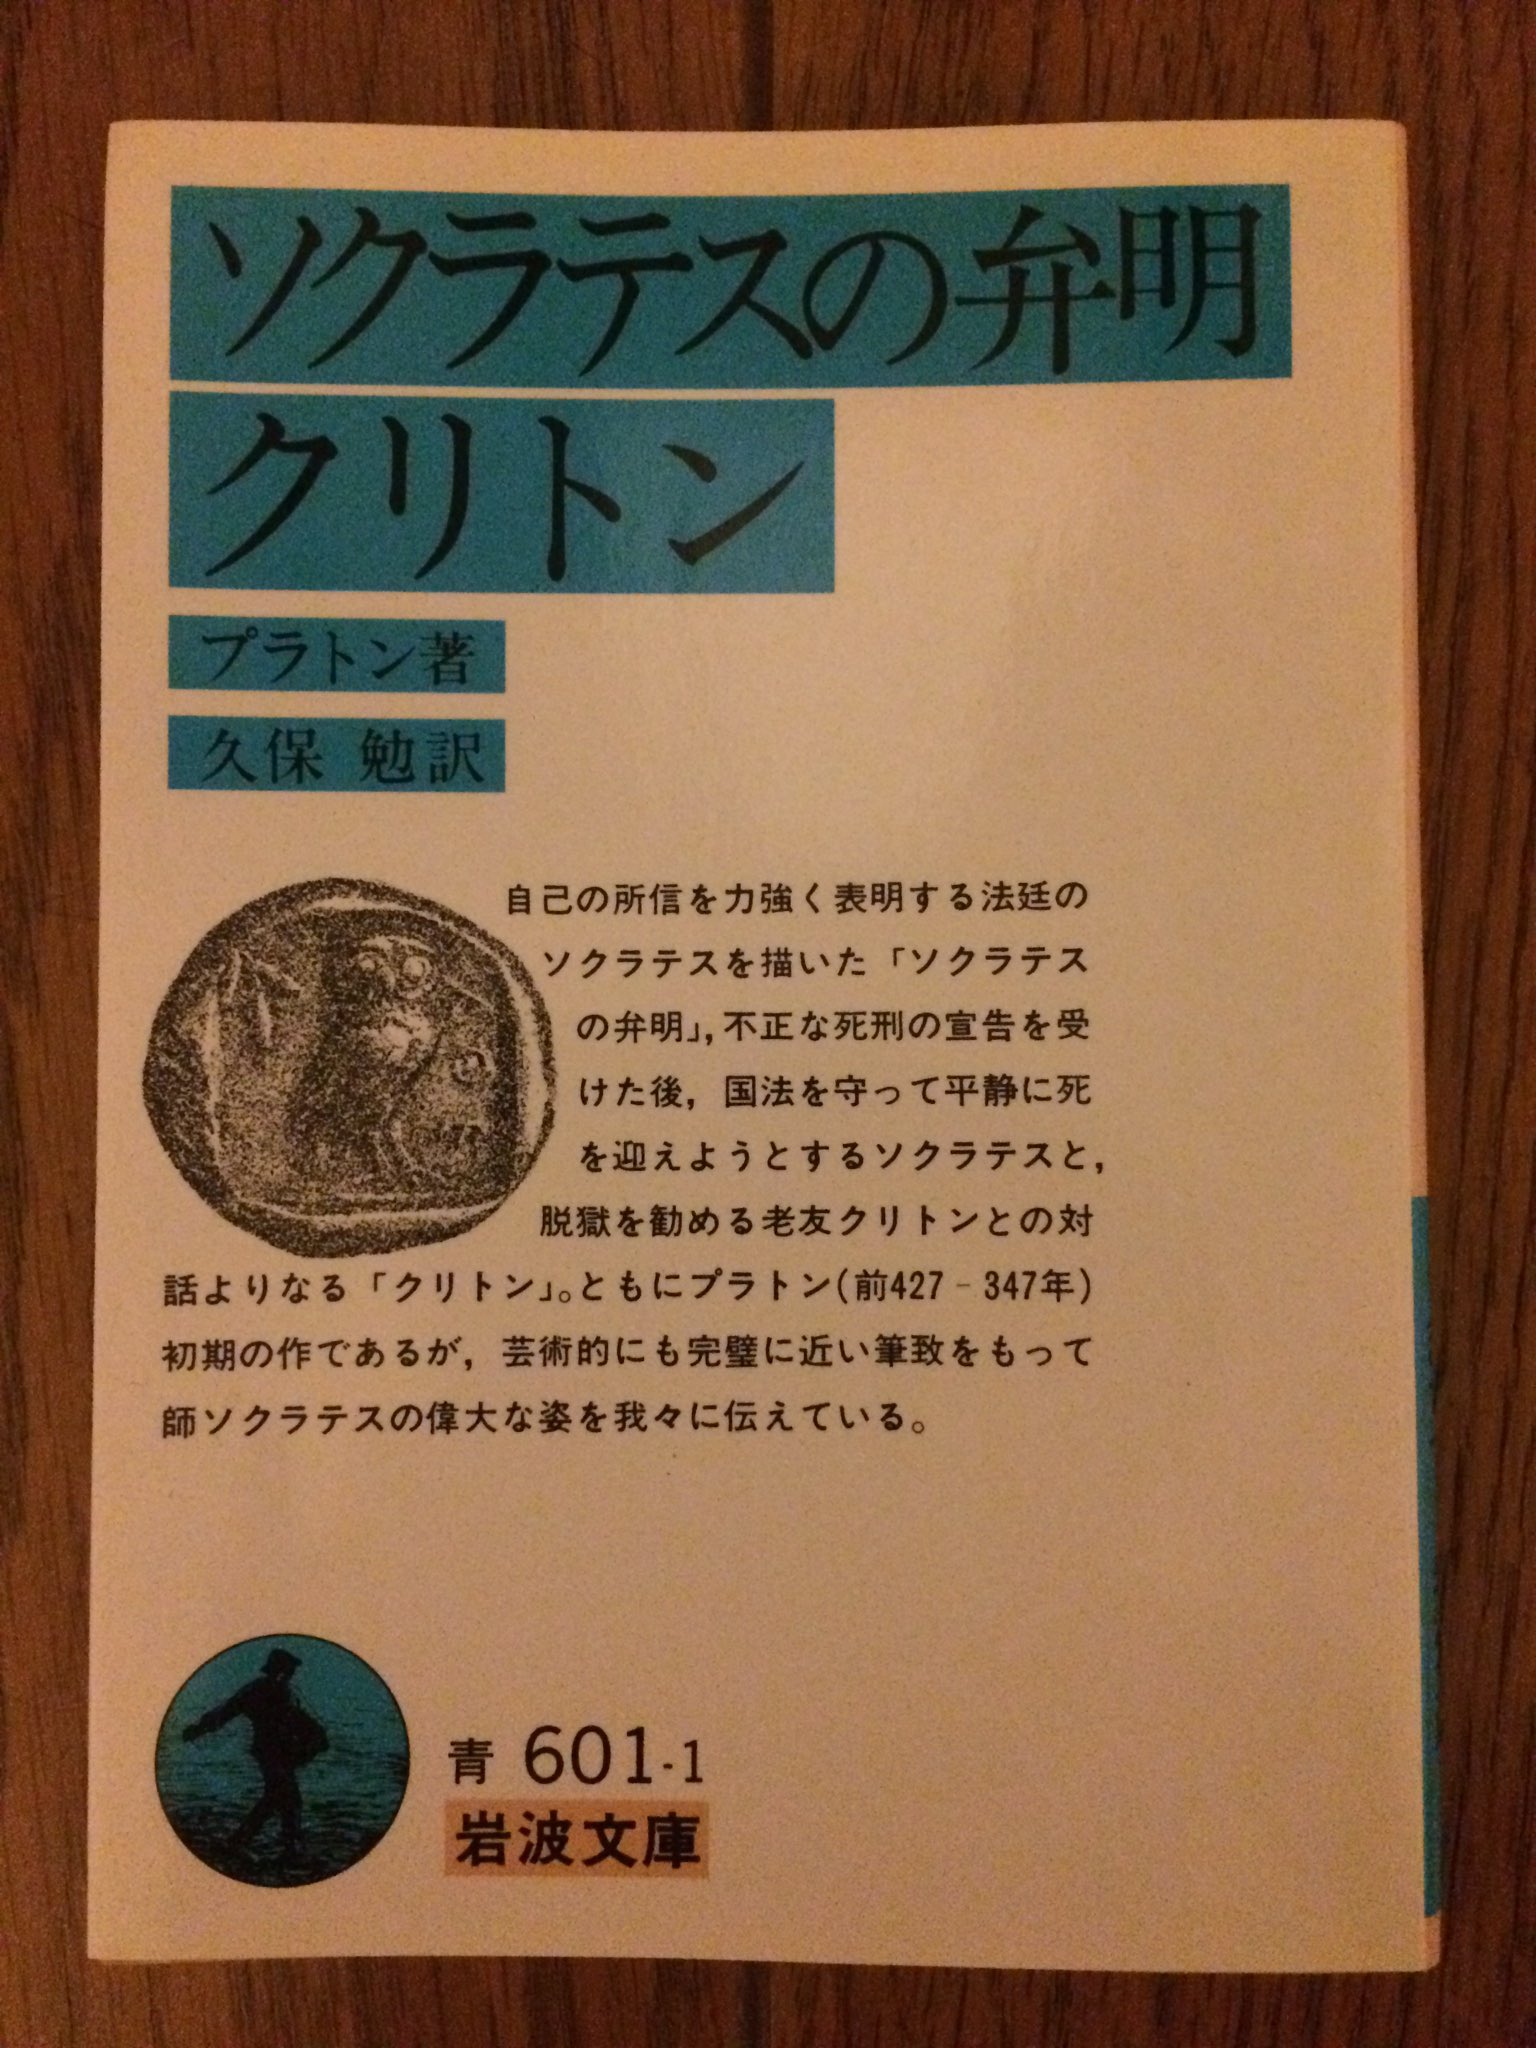 ソクラテスの弁明
クリトン
プラトン著
久保 勉訳
自己の所信を力強く表明する法廷の
ソクラテスを描いた「ソクラテス
の弁明」，不正な死刑の宣告を受
けた後，国法を守って平静に死
を迎えようとするソクラテスと，
脱獄を勧める老友クリトンとの対
話よりなる「クリトン」。ともにプラトン(前427‐347年)
初期の作であるが，芸術的にも完璧に近い筆致をもって
師ソクラテスの偉大な姿を我々に伝えている。
青 601-1
岩波文庫